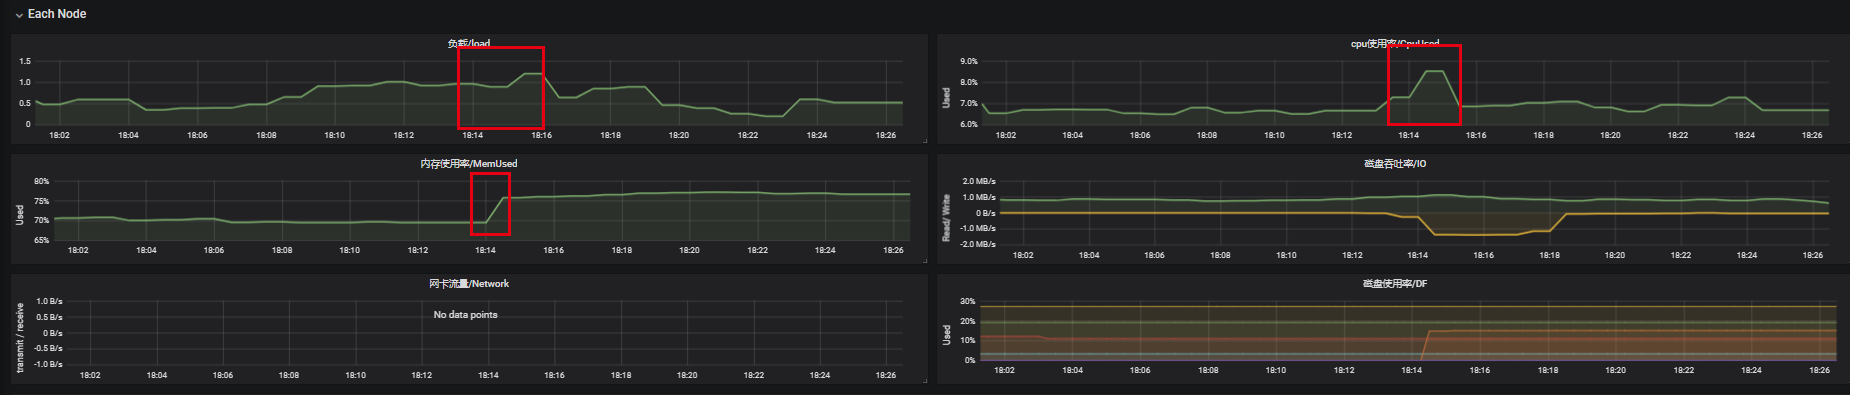 Each Node
负载/load
1.5
1.0
0.5
0
18:02 18:04 18:06 18:08 18:10 18:12 18:14 18:16 18:18 18:20 18:22 18:24 18:26
cpu使用率/CpuUsed
Used
9.0%
8.0%
7.0%
6.0%
18:02 18:04 18:06 18:08 18:10 18:12 18:14 18:16 18:18 18:20 18:22 18:24 18:26
内存使用率/MemUsed
Used
80%
75%
70%
65%
18:02 18:04 18:06 18:08 18:10 18:12 18:14 18:16 18:18 18:20 18:22 18:24 18:26
磁盘吞吐率/IO
Read/ Write
2.0 MB/s
1.0 MB/s
0 B/s
-1.0 MB/s
-2.0 MB/s
18:02 18:04 18:06 18:08 18:10 18:12 18:14 18:16 18:18 18:20 18:22 18:24 18:26
网卡流量/Network
transmit / receive
1.0 B/s
0.5 B/s
0 B/s
-0.5 B/s
-1.0 B/s
No data points
18:02 18:04 18:06 18:08 18:10 18:12 18:14 18:16 18:18 18:20 18:22 18:24 18:26
磁盘使用率/DF
Used
30%
20%
10%
0%
18:02 18:04 18:06 18:08 18:10 18:12 18:14 18:16 18:18 18:20 18:22 18:24 18:26